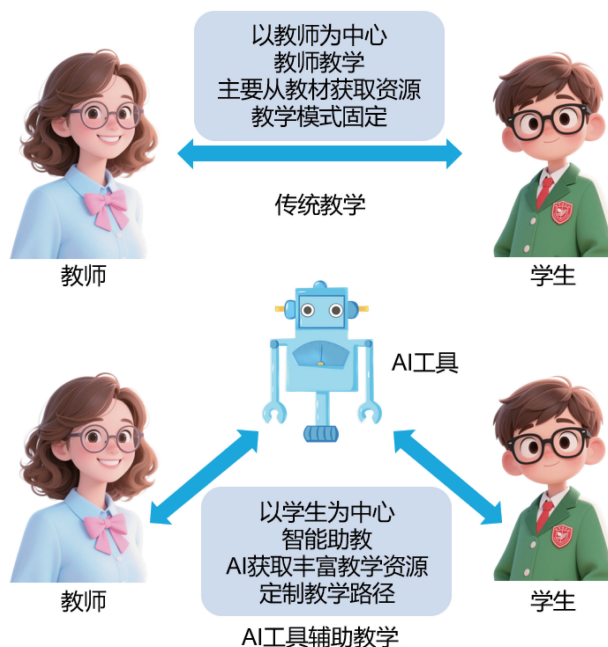 以教师为中心
教师教学
主要从教材获取资源
教学模式固定
传统教学
教师
学生
AI工具
以学生为中心
智能助教
AI获取丰富教学资源
定制教学路径
教师
学生
AI工具辅助教学